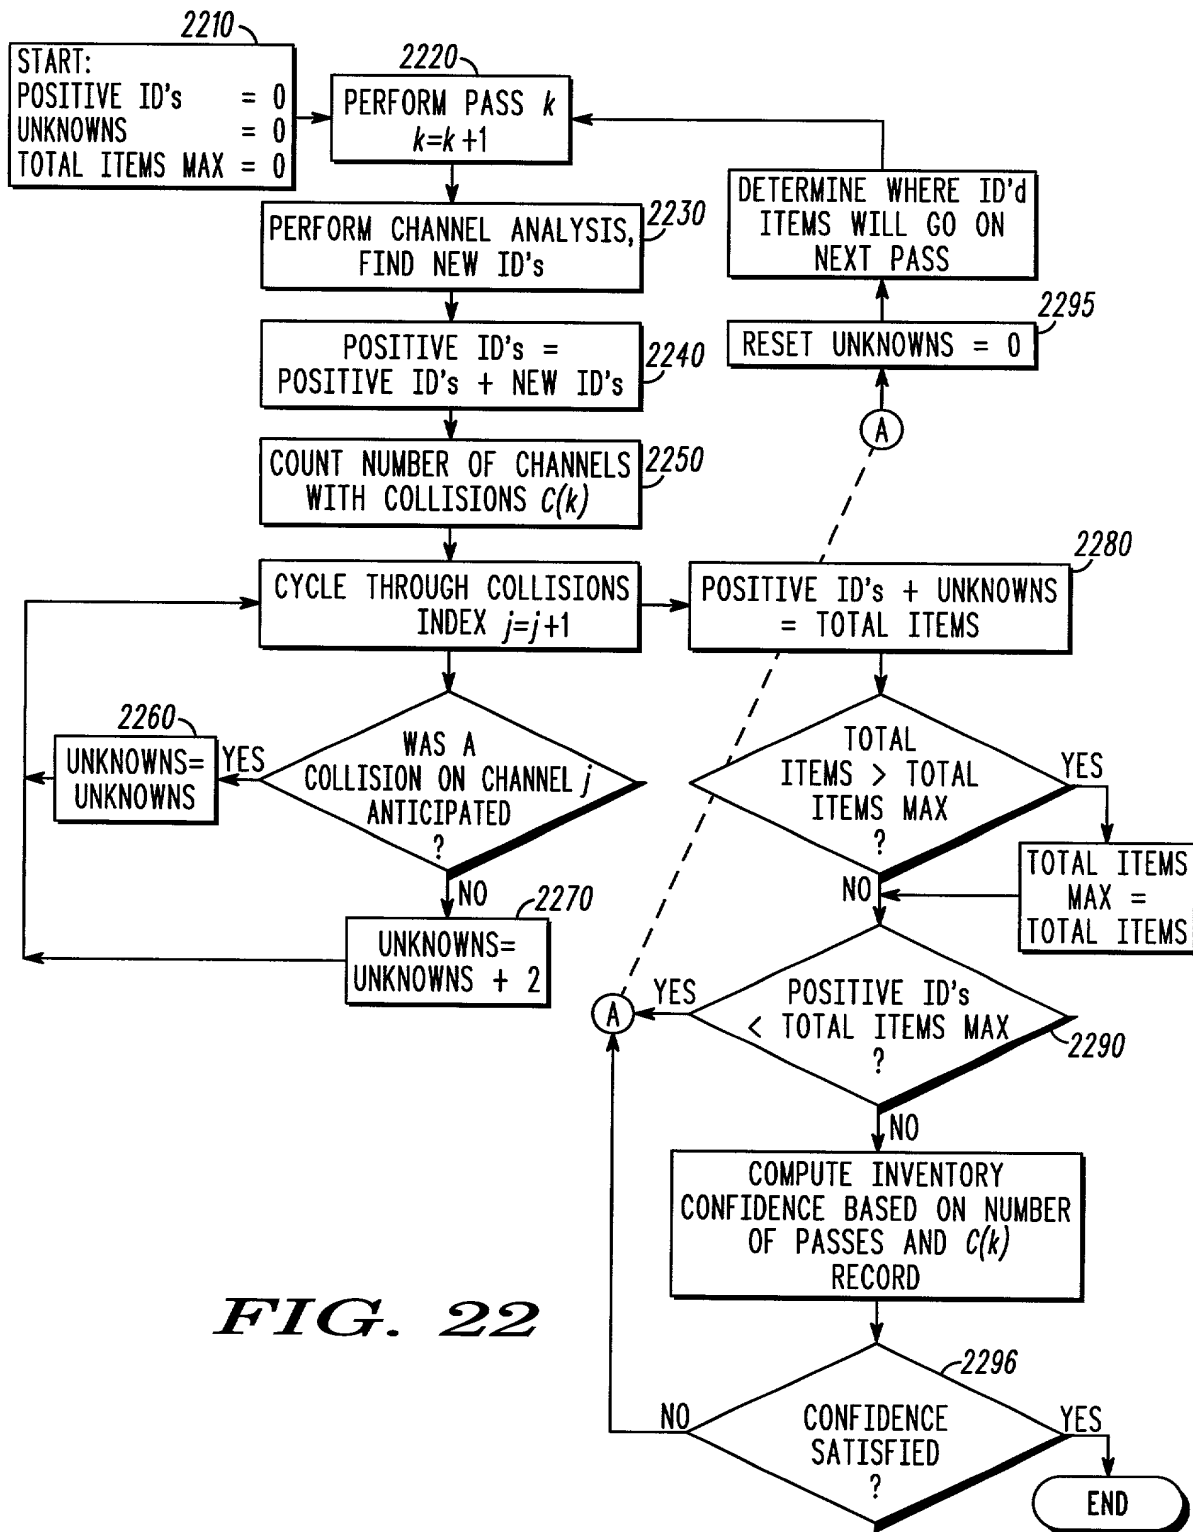 2210
START:
POSITIVE ID's = 0
UNKNOWNS = 0
TOTAL ITEMS MAX = 0
2220
PERFORM PASS k
k=k+1
2230
PERFORM CHANNEL ANALYSIS,
FIND NEW ID's
2240
POSITIVE ID's =
POSITIVE ID's + NEW ID's
2250
COUNT NUMBER OF CHANNELS
WITH COLLISIONS C(k)
CYCLE THROUGH COLLISIONS
INDEX j=j+1
WAS A
COLLISION ON CHANNEL j
ANTICIPATED
?
YES
2260
UNKNOWNS=
UNKNOWNS
NO
2270
UNKNOWNS=
UNKNOWNS + 2
DETERMINE WHERE ID'd
ITEMS WILL GO ON
NEXT PASS
2295
RESET UNKNOWNS = 0
A
2280
POSITIVE ID's + UNKNOWNS
= TOTAL ITEMS
TOTAL
ITEMS > TOTAL
ITEMS MAX
?
YES
TOTAL ITEMS
MAX =
TOTAL ITEMS
NO
POSITIVE ID's
< TOTAL ITEMS MAX
?
2290
YES
A
NO
COMPUTE INVENTORY
CONFIDENCE BASED ON NUMBER
OF PASSES AND C(k)
RECORD
2296
CONFIDENCE
SATISFIED
?
NO
YES
END
FIG. 22